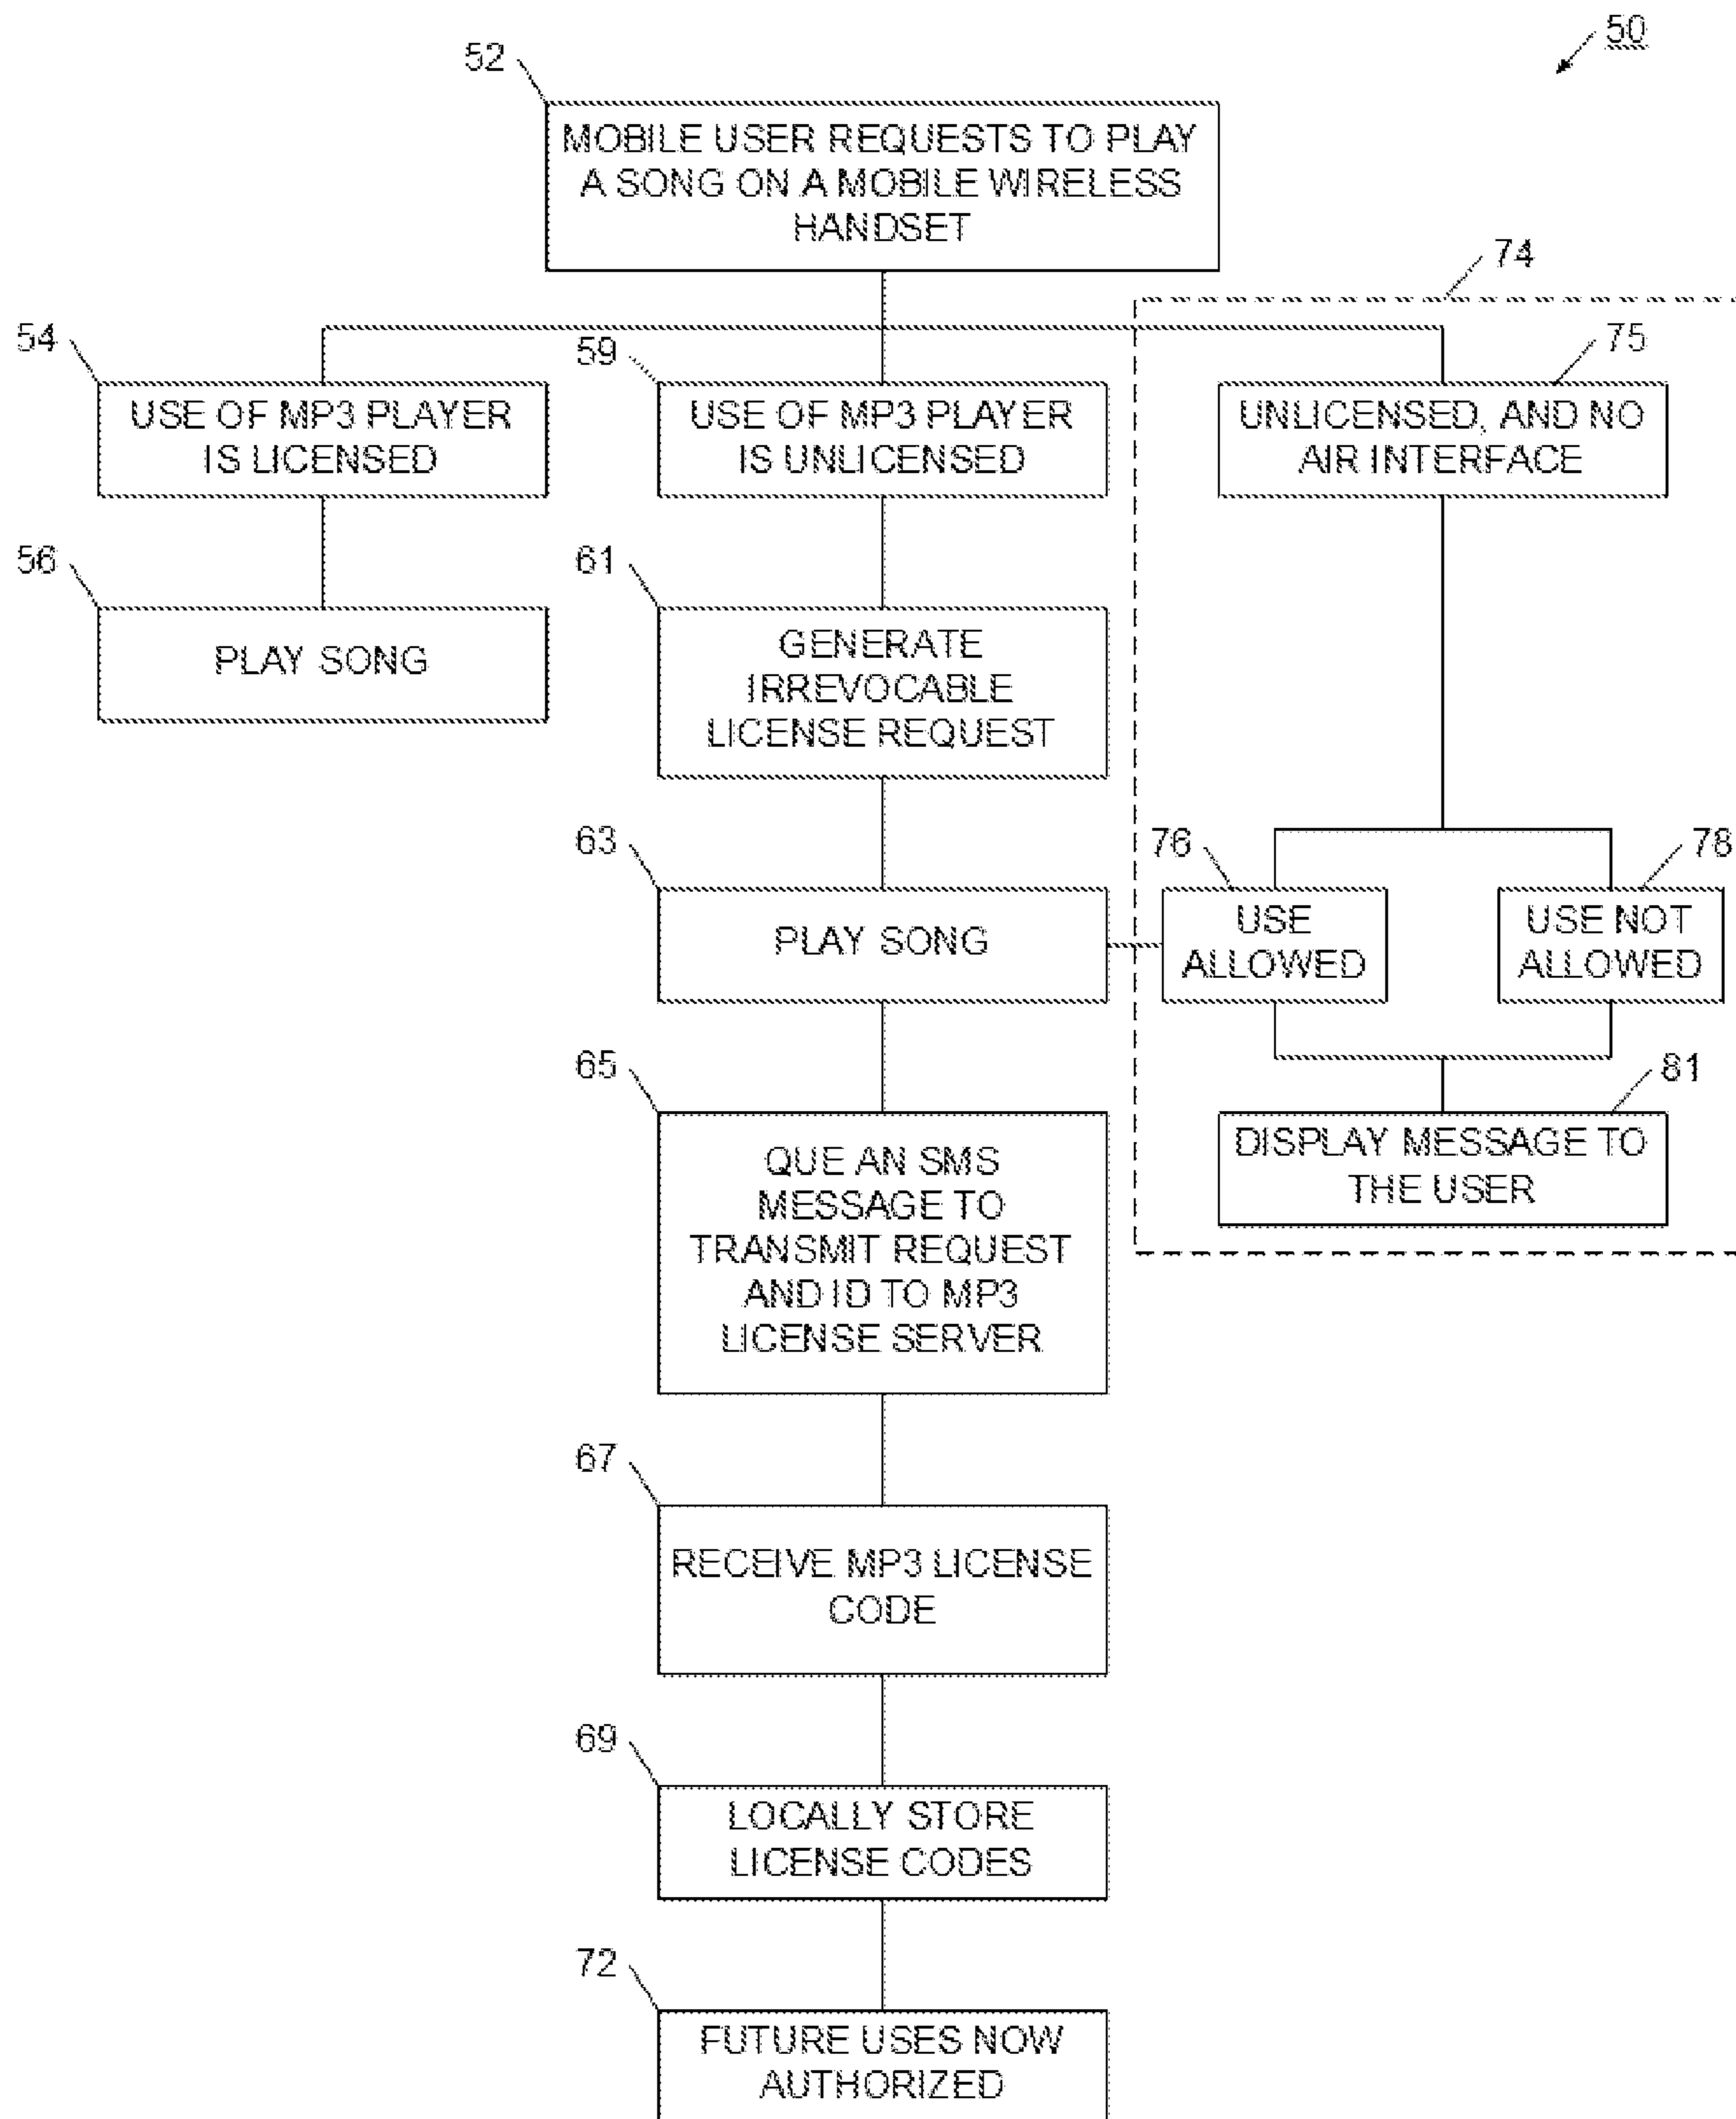 50
52
MOBILE USER REQUESTS TO PLAY
A SONG ON A MOBILE WIRELESS
HANDSET
74
54
USE OF MP3 PLAYER
IS LICENSED
59
USE OF MP3 PLAYER
IS UNLICENSED
75
UNLICENSED, AND NO
AIR INTERFACE
56
PLAY SONG
61
GENERATE
IRREVOCABLE
LICENSE REQUEST
63
PLAY SONG
76
USE
ALLOWED
78
USE NOT
ALLOWED
65
QUE AN SMS
MESSAGE TO
TRANSMIT REQUEST
AND ID TO MP3
LICENSE SERVER
81
DISPLAY MESSAGE TO
THE USER
67
RECEIVE MP3 LICENSE
CODE
69
LOCALLY STORE
LICENSE CODES
72
FUTURE USES NOW
AUTHORIZED